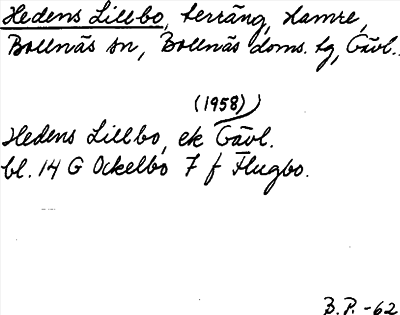 Hedens Lillbo, terräng, Hamre,
Bollnäs sn, Bollnäs doms. tg, Gävl.
(1958)
Hedens Lillbo, ek Gävl.
bl. 14 G Ockelbo 7 f Flugbo.
B.P. -62